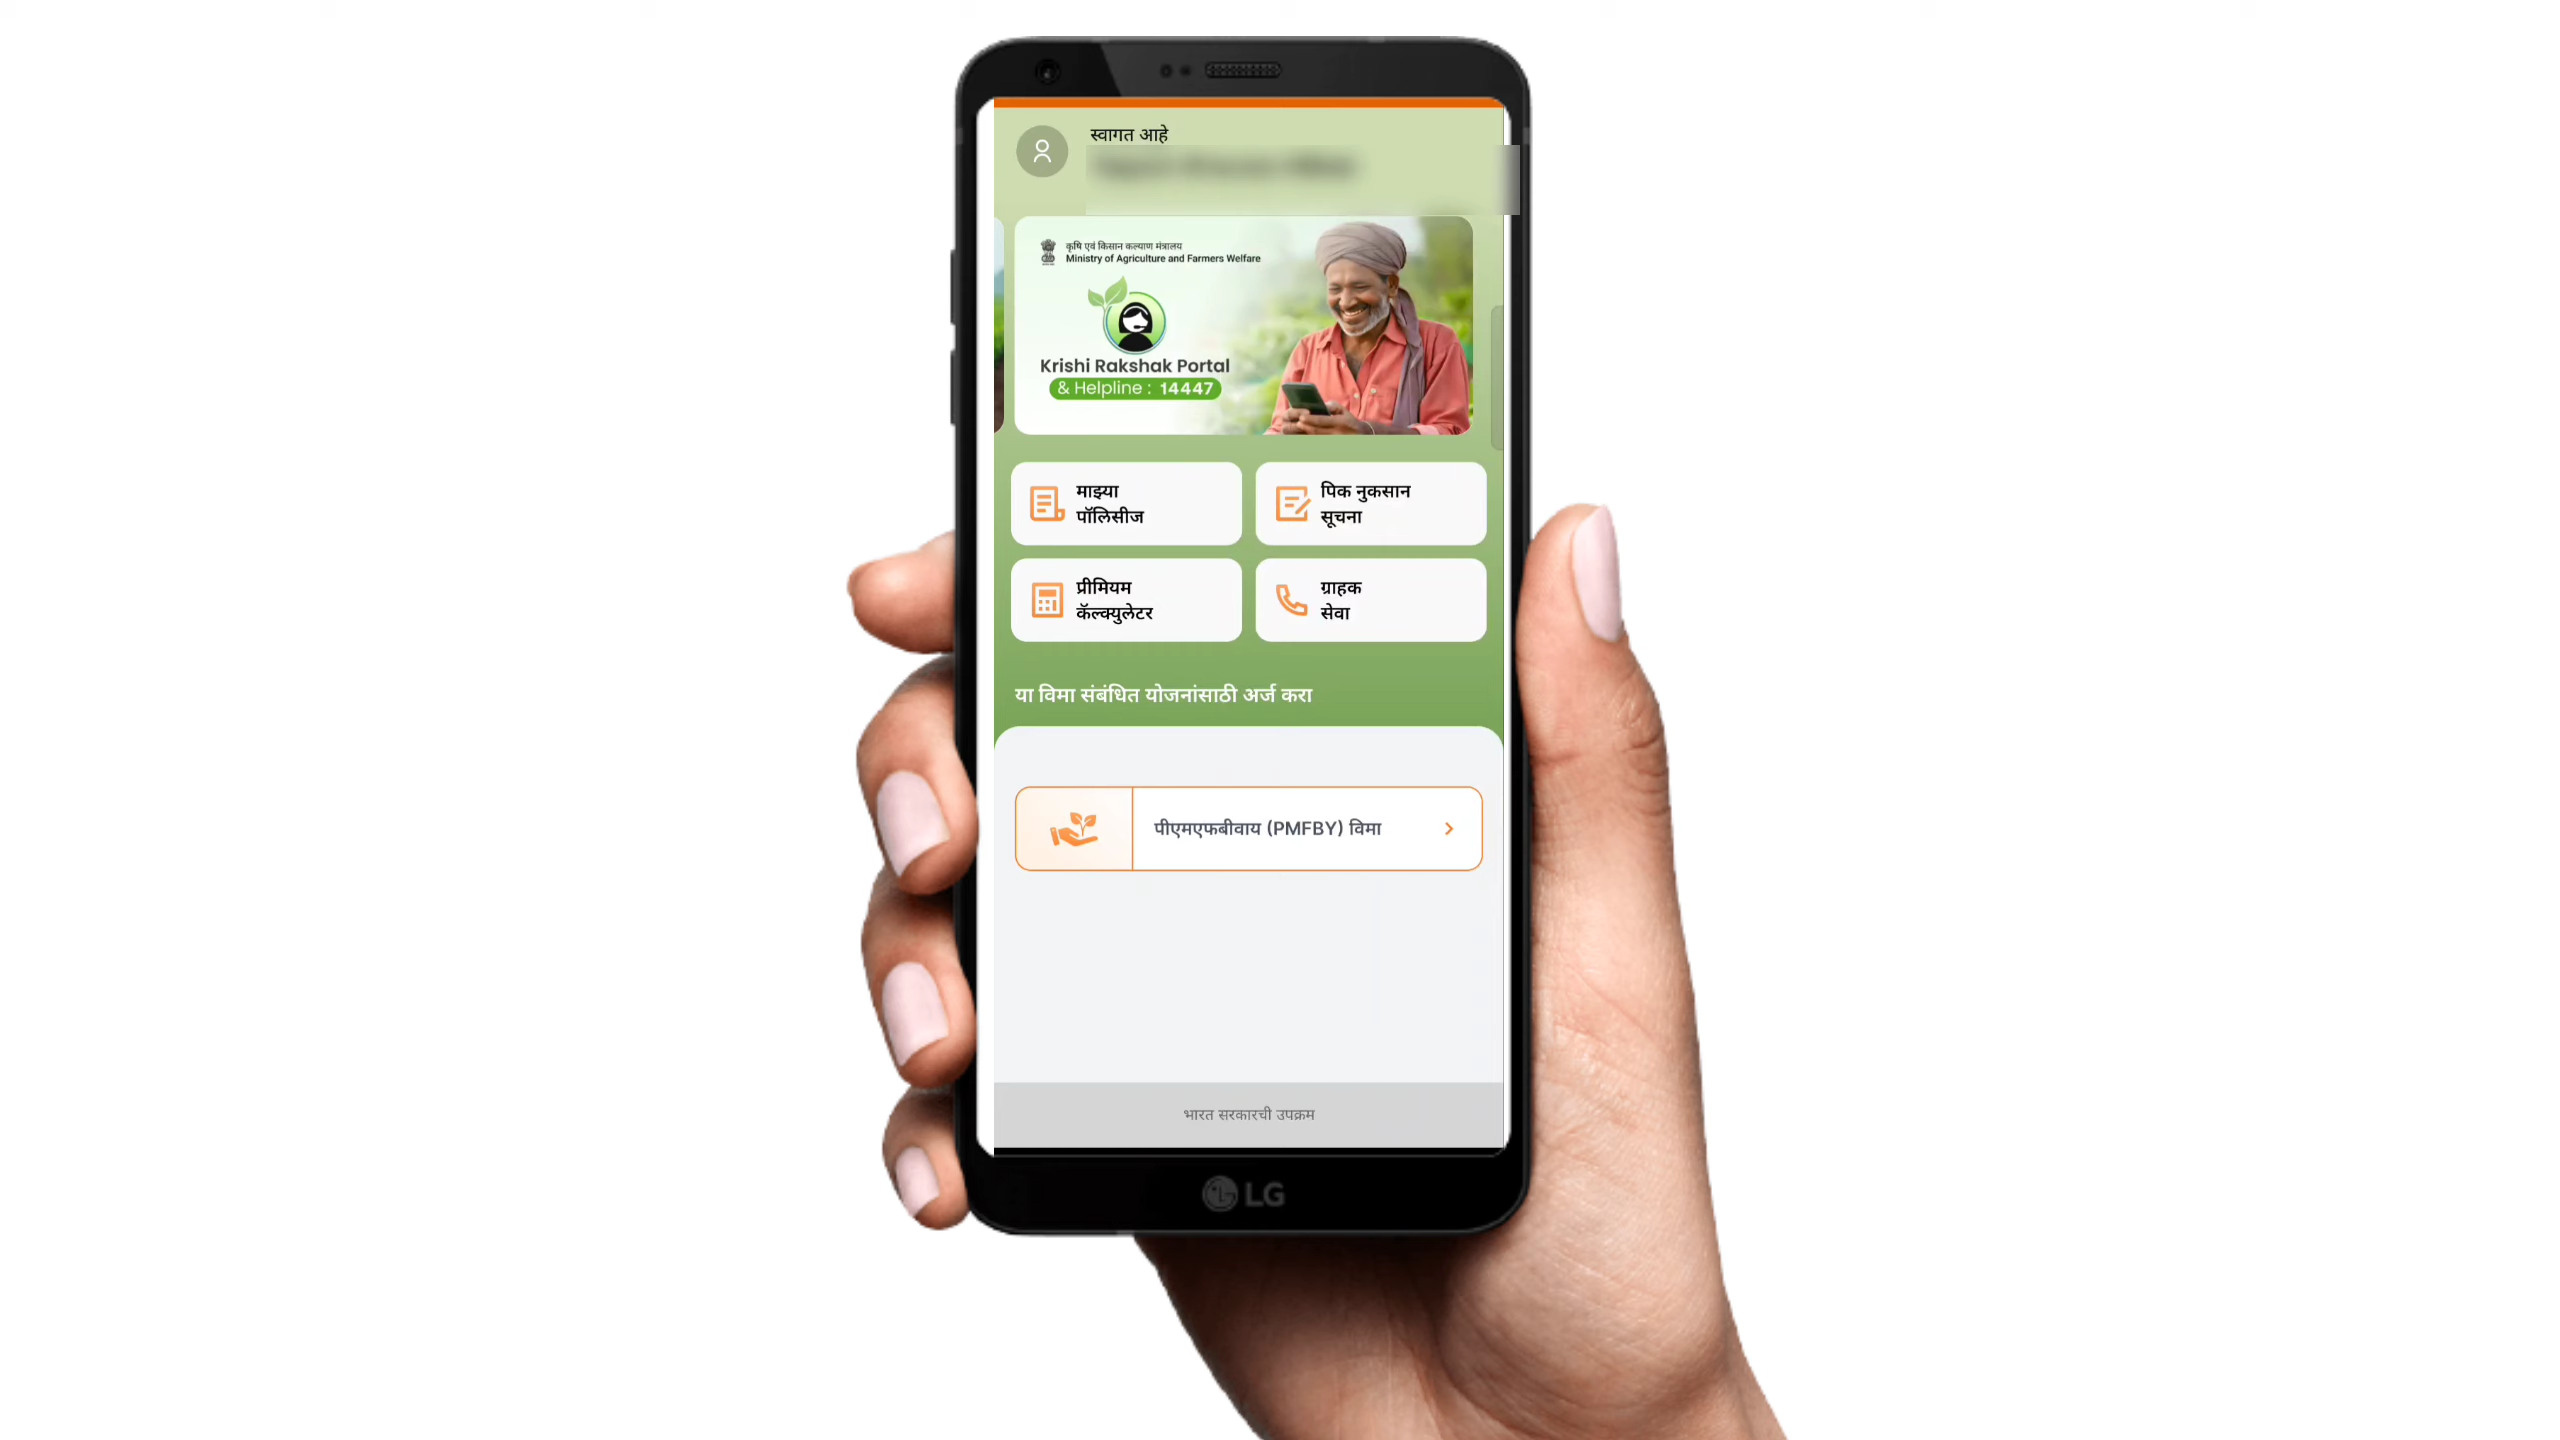 स्वागत आहे
कृषि एवं किसान कल्याण मंत्रालय
Ministry of Agriculture and Farmers Welfare
Krishi Rakshak Portal
& Helpline : 14447
माझ्या
पॉलिसीज
पिक नुकसान
सूचना
प्रीमियम
कॅल्क्युलेटर
ग्राहक
सेवा
या विमा संबंधित योजनांसाठी अर्ज करा
पीएमएफबीवाय (PMFBY) विमा
भारत सरकारची उपक्रम
LG